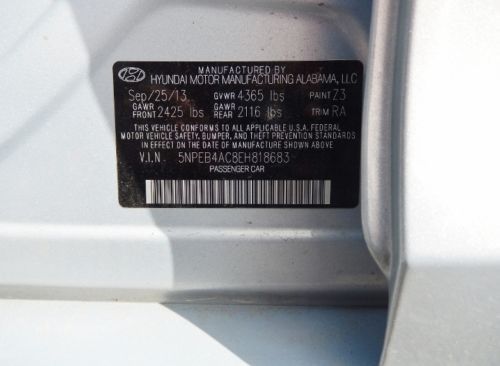 MANUFACTURED BY
HYUNDAI MOTOR MANUFACTURING ALABAMA, LLC
Sep/25/13 GVWR 4365 lbs PAINT Z3
GAWR FRONT 2425 lbs GAWR REAR 2116 lbs TRIM RA
THIS VEHICLE CONFORMS TO ALL APPLICABLE U.S.A. FEDERAL
MOTOR VEHICLE SAFETY, BUMPER, AND THEFT PREVENTION STANDARDS
IN EFFECT ON THE DATE OF MANUFACTURE SHOWN ABOVE
V.I.N. 5NPEB4AC8EH818683
PASSENGER CAR